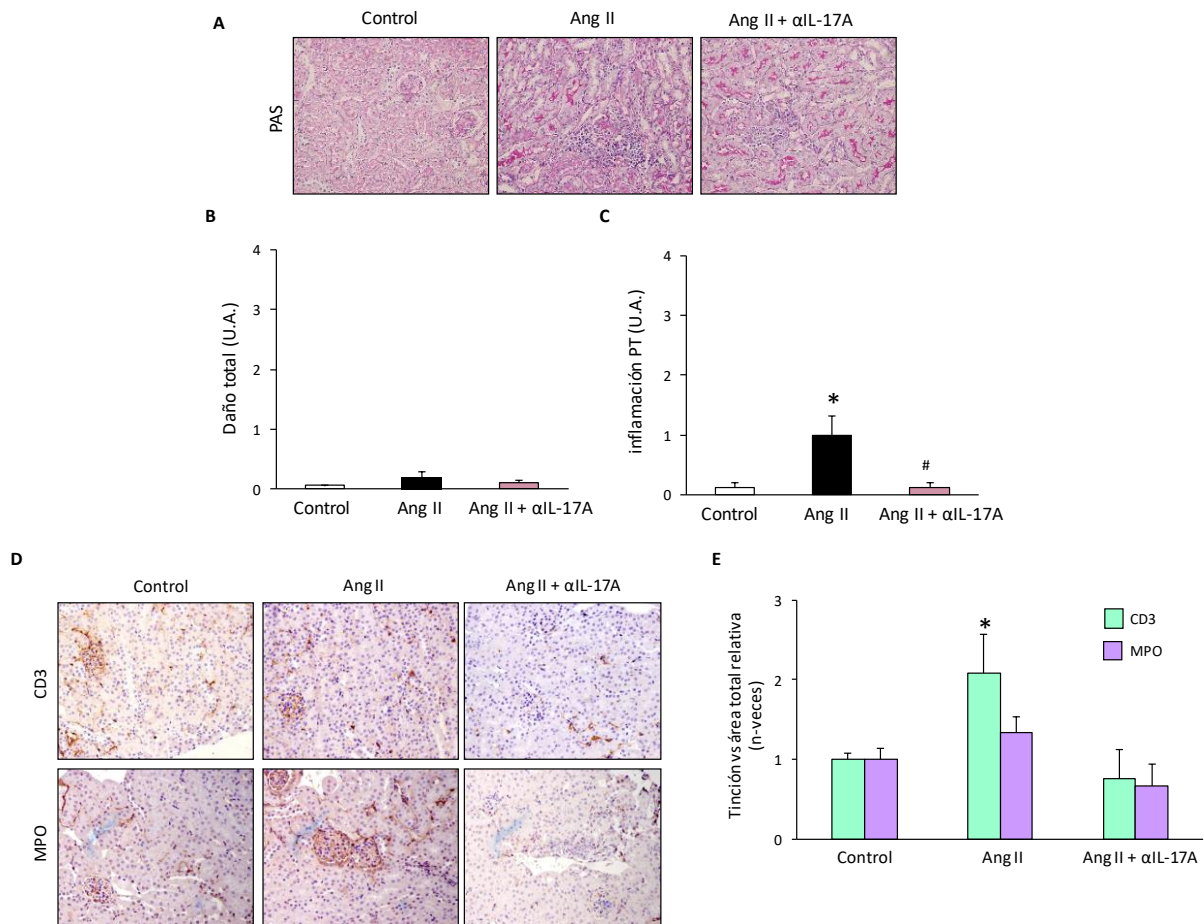 A
Control
Ang II
Ang II + αIL-17A
PAS
B
Daño total (U.A.)
4
3
2
1
0
Control
Ang II
Ang II + αIL-17A
C
inflamación PT (U.A.)
4
3
2
1
0
*
#
Control
Ang II
Ang II + αIL-17A
D
Control
Ang II
Ang II + αIL-17A
CD3
MPO
E
Tinción vs área total relativa
(n-veces)
3
2
1
0
*
CD3
MPO
Control
Ang II
Ang II + αIL-17A